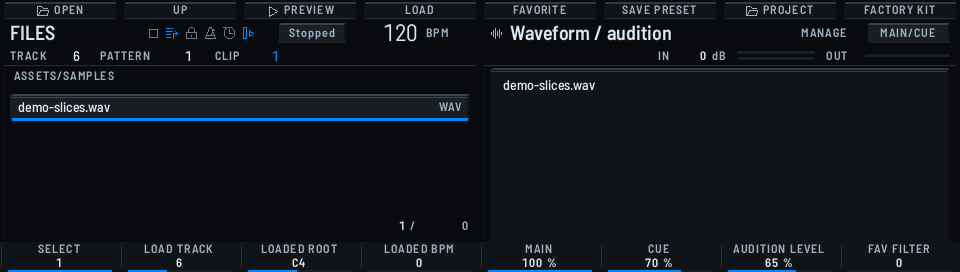 OPEN UP PREVIEW LOAD FAVORITE SAVE PRESET PROJECT FACTORY KIT
FILES Stopped 120 BPM Waveform / audition MANAGE MAIN/CUE
TRACK 6 PATTERN 1 CLIP 1 IN 0 dB OUT
ASSETS/SAMPLES
demo-slices.wav WAV
demo-slices.wav
1 / 0
SELECT LOAD TRACK LOADED ROOT LOADED BPM MAIN CUE AUDITION LEVEL FAV FILTER
1 6 C4 0 100 % 70 % 65 % 0